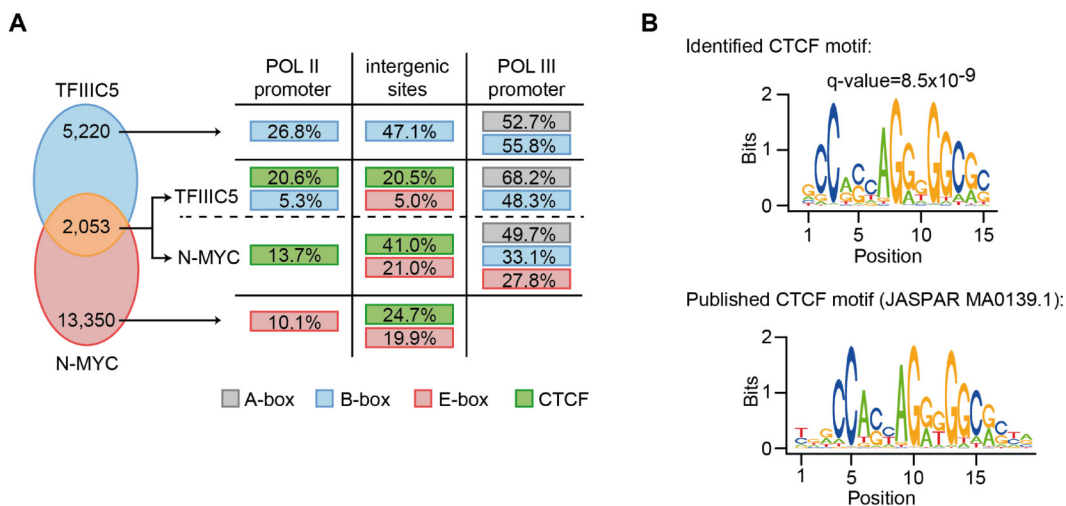 A
POL II promoter
intergenic sites
POL III promoter
TFIIIC5
5,220
26.8%
47.1%
52.7%
55.8%
2,053
TFIIIC5
20.6%
5.3%
20.5%
5.0%
68.2%
48.3%
N-MYC
13.7%
41.0%
21.0%
49.7%
33.1%
27.8%
13,350
10.1%
24.7%
19.9%
N-MYC
A-box
B-box
E-box
CTCF
B
Identified CTCF motif:
q-value=8.5x10-9
Bits
2
1
0
1
5
10
15
Position
Published CTCF motif (JASPAR MA0139.1):
Bits
2
1
0
1
5
10
15
Position